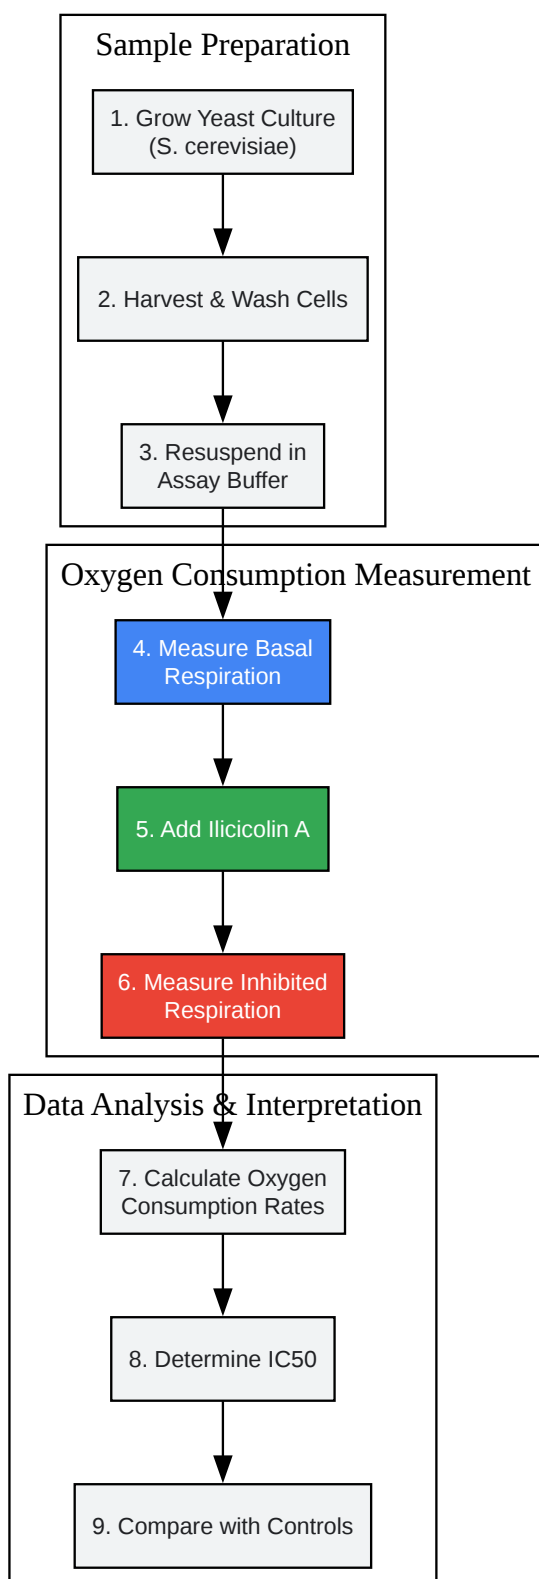 Sample Preparation
1. Grow Yeast Culture
(S. cerevisiae)
2. Harvest & Wash Cells
3. Resuspend in
Assay Buffer
Oxygen Consumption Measurement
4. Measure Basal
Respiration
5. Add Ilicicolin A
6. Measure Inhibited
Respiration
Data Analysis & Interpretation
7. Calculate Oxygen
Consumption Rates
8. Determine IC50
9. Compare with Controls